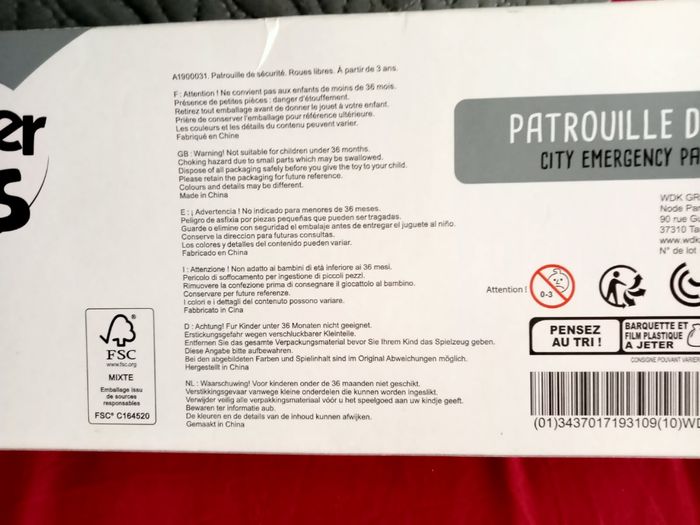 er
s
A1900031. Patrouille de sécurité. Roues libres. À partir de 3 ans.
F : Attention ! Ne convient pas aux enfants de moins de 36 mois.
Présence de petites pièces : danger d'étouffement.
Retirez tout emballage avant de donner le jouet à votre enfant.
Prière de conserver l'emballage pour référence ultérieure.
Les couleurs et les détails du contenu peuvent varier.
Fabriqué en Chine
GB : Warning! Not suitable for children under 36 months.
Choking hazard due to small parts which may be swallowed.
Dispose of all packaging safely before you give the toy to your child.
Please retain the packaging for future reference.
Colours and details may be different.
Made in China
E : ¡ Advertencia ! No indicado para menores de 36 meses.
Peligro de asfixia por piezas pequeñas que pueden ser tragadas.
Guarde o elimine con seguridad el embalaje antes de entregar el juguete al niño.
Conserve la direccion para futuras consultas.
Los colores y detalles del contenido pueden variar.
Fabricado en China
I : Attenzione ! Non adatto ai bambini di età inferiore ai 36 mesi.
Pericolo di soffocamento per ingestione di piccoli pezzi.
Rimuovere la confezione prima di consegnare il giocattolo al bambino.
Conservare per future referenze.
I colori e i dettagli del contenuto possono variare.
Fabbricato in Cina
D : Achtung! Fur Kinder unter 36 Monaten nicht geeignet.
Erstickungsgefahr wegen verschluckbarer Kleinteile.
Entfernen Sie das gesamte Verpackungsmaterial bevor Sie Ihrem Kind das Spielzeug geben.
Diese Angabe bitte aufbewahren.
Bei den abgebildeten Farben und Spielinhalt sind im Original Abweichungen möglich.
Hergestellt in China
NL : Waarschuwing! Voor kinderen onder de 36 maanden niet geschikt.
Verstikkingsgevaar vanwege kleine onderdelen die kunnen worden ingeslikt.
Verwijder veilig alle verpakkingsmateriaal vóór u het speelgoed aan uw kindje geeft.
Bewaren ter informatie aub.
De kleuren en de details van de inhoud kunnen afwijken.
Gemaakt in China
FSC
www.fsc.org
MIXTE
Emballage issu
de sources
responsables
FSC® C164520
PATROUILLE D
CITY EMERGENCY PA
WDK GR
Node Par
90 rue Gu
37310 Ta
www.wdk
N° de lot
Attention !
0-3
PENSEZ
AU TRI !
BARQUETTE ET
FILM PLASTIQUE
À JETER
CONSIGNE POUVANT VARIER
(01)3437017193109(10)WD